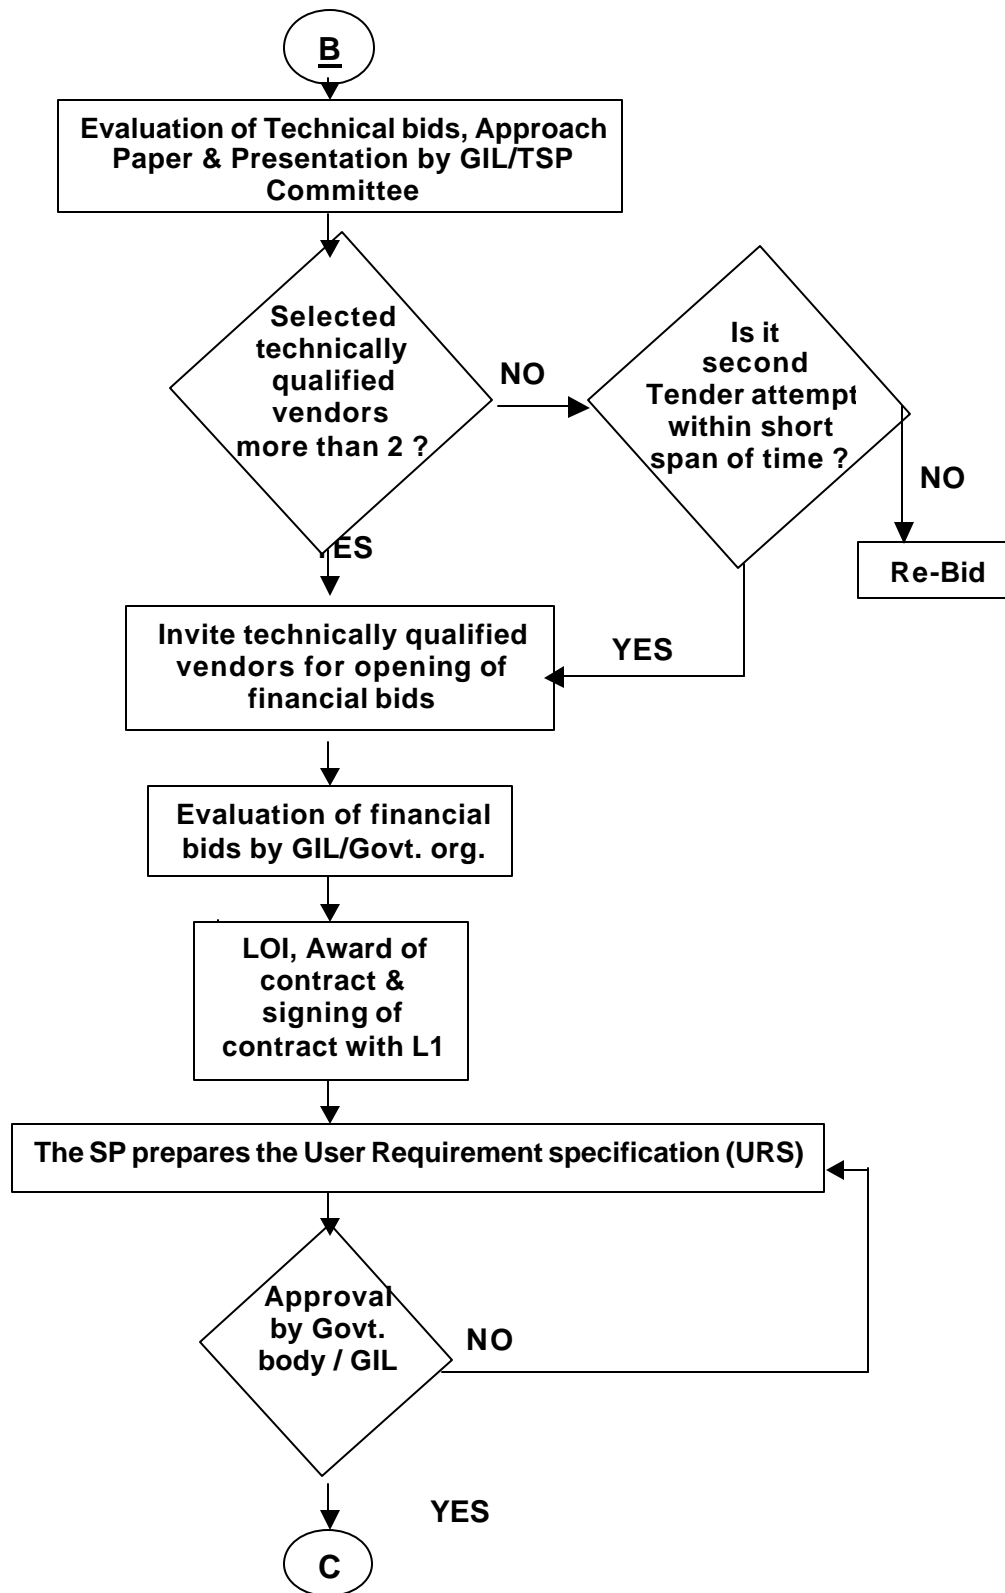 B
Evaluation of Technical bids, Approach
Paper & Presentation by GIL/TSP
Committee
Selected
technically
qualified
vendors
more than 2 ?
NO
Is it
second
Tender attempt
within short
span of time ?
NO
YES
Re-Bid
Invite technically qualified
vendors for opening of
financial bids
YES
Evaluation of financial
bids by GIL/Govt. org.
LOI, Award of
contract &
signing of
contract with L1
The SP prepares the User Requirement specification (URS)
Approval
by Govt.
body / GIL
NO
YES
C